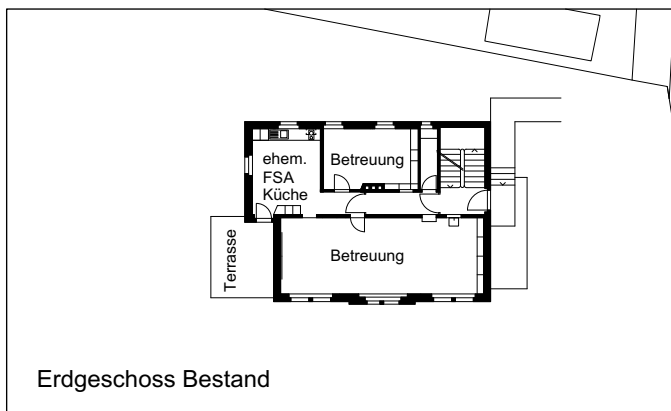 ehem.
FSA
Küche
Betreuung
Terrasse
Betreuung
Erdgeschoss Bestand